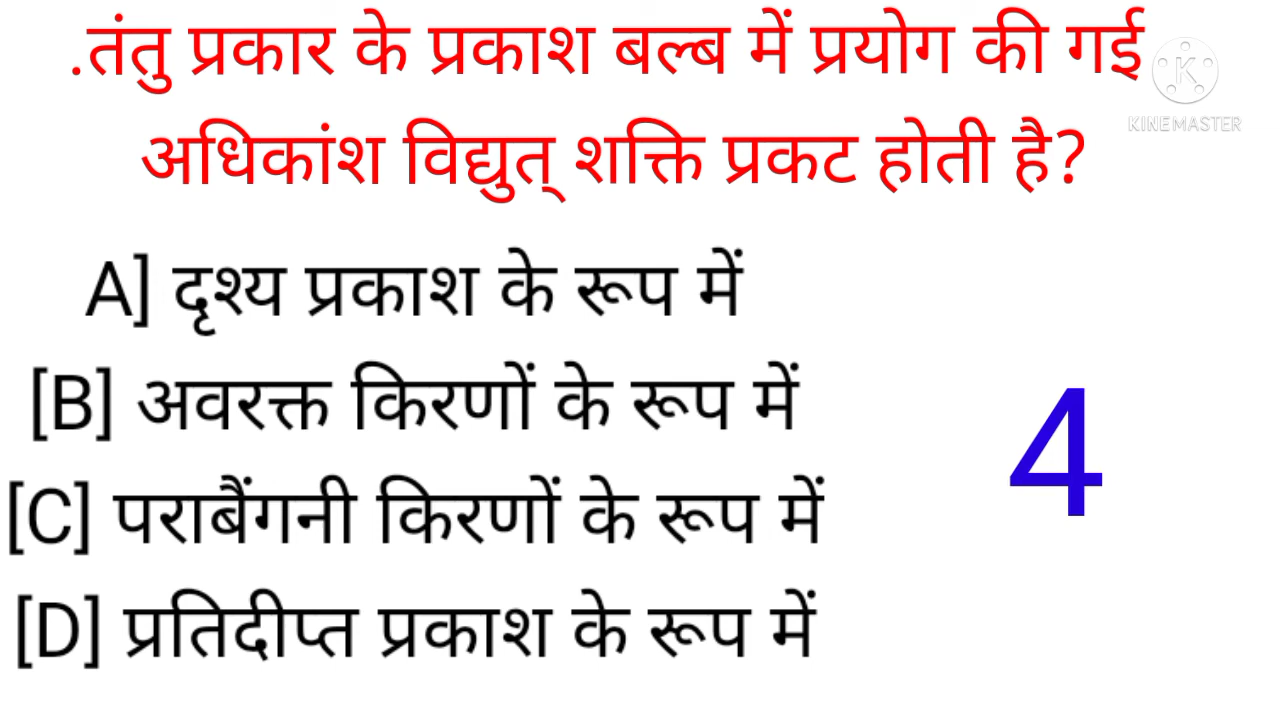 .तंतु प्रकार के प्रकाश बल्ब में प्रयोग की गई
KINEMASTER
अधिकांश विद्युत् शक्ति प्रकट होती है?
A] दृश्य प्रकाश के रूप में
[B] अवरक्त किरणों के रूप में
4
[C] पराबैंगनी किरणों के रूप में
[D] प्रतिदीप्त प्रकाश के रूप में